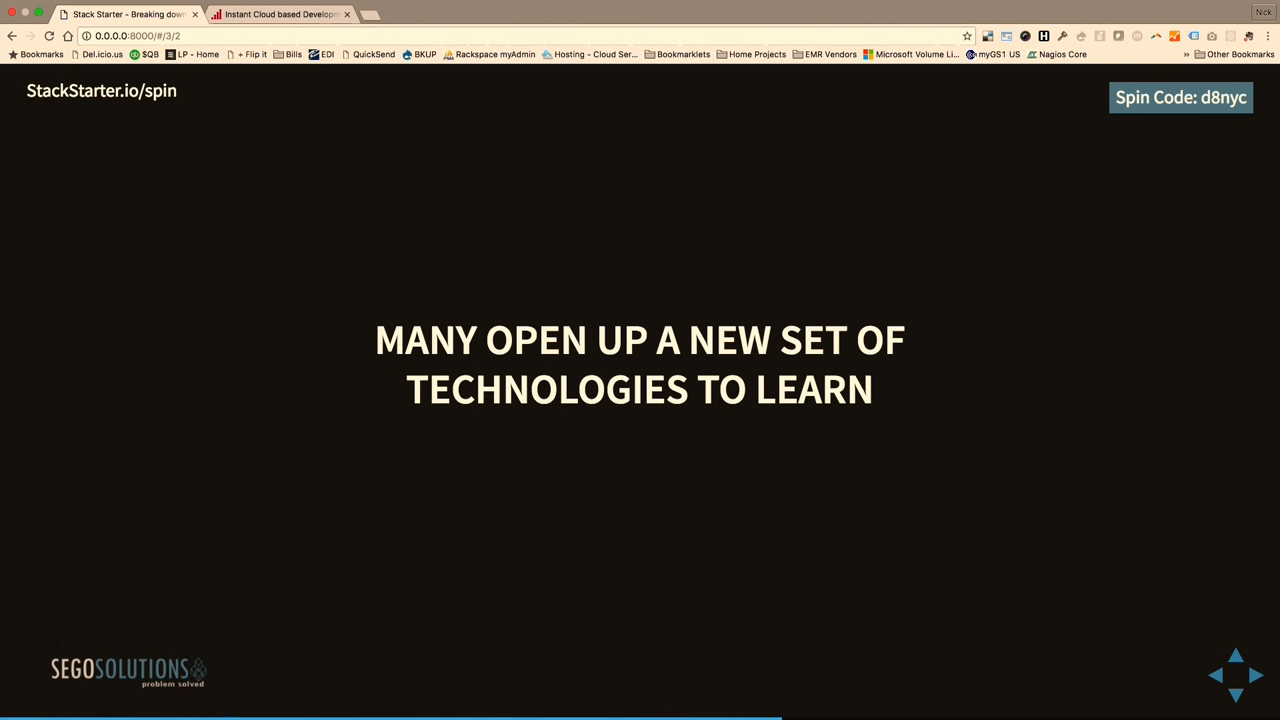 Stack Starter - Breaking down
Instant Cloud based Developm
Nick
0.0.0.0:8000/#/3/2
Bookmarks Del.icio.us $QB LP - Home + Flip it Bills EDI QuickSend BKUP Rackspace myAdmin Hosting - Cloud Ser... Bookmarklets Home Projects EMR Vendors Microsoft Volume Li... myGS1 US Nagios Core » Other Bookmarks
StackStarter.io/spin
Spin Code: d8nyc
MANY OPEN UP A NEW SET OF
TECHNOLOGIES TO LEARN
SEGOSOLUTIONS
problem solved